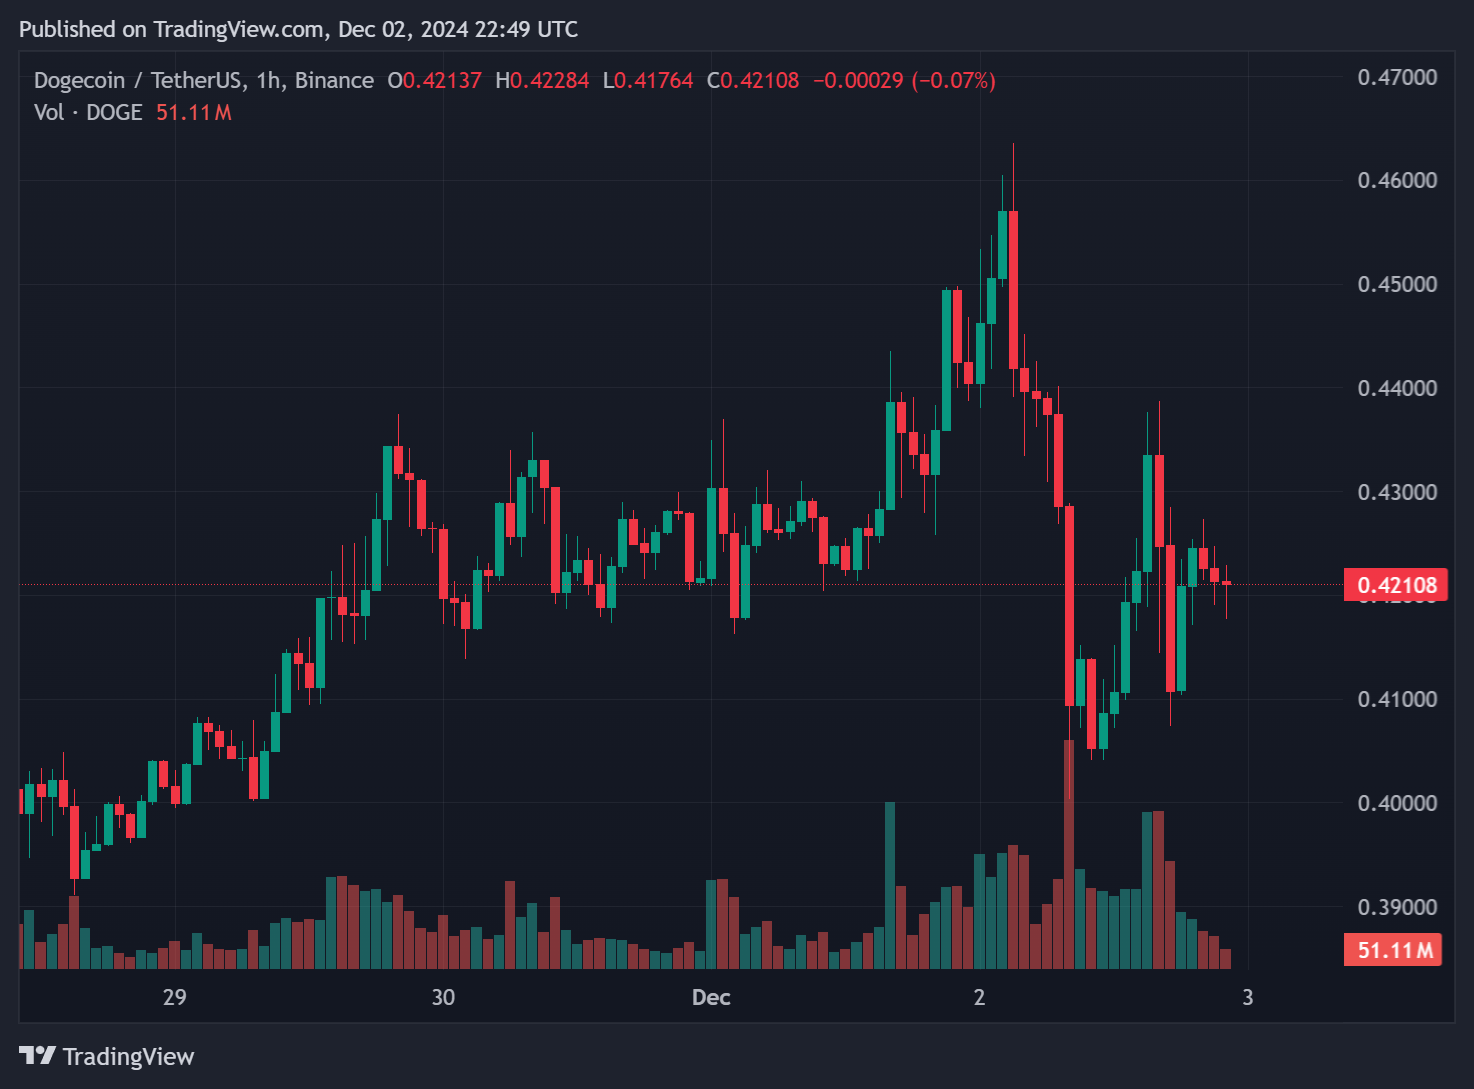 Published on TradingView.com, Dec 02, 2024 22:49 UTC
Dogecoin / TetherUS, 1h, Binance O0.42137 H0.42284 L0.41764 C0.42108 −0.00029 (−0.07%)
Vol · DOGE 51.11M
0.47000
0.46000
0.45000
0.44000
0.43000
0.42108
0.41000
0.40000
0.39000
51.11M
29 30 Dec 2 3
TradingView